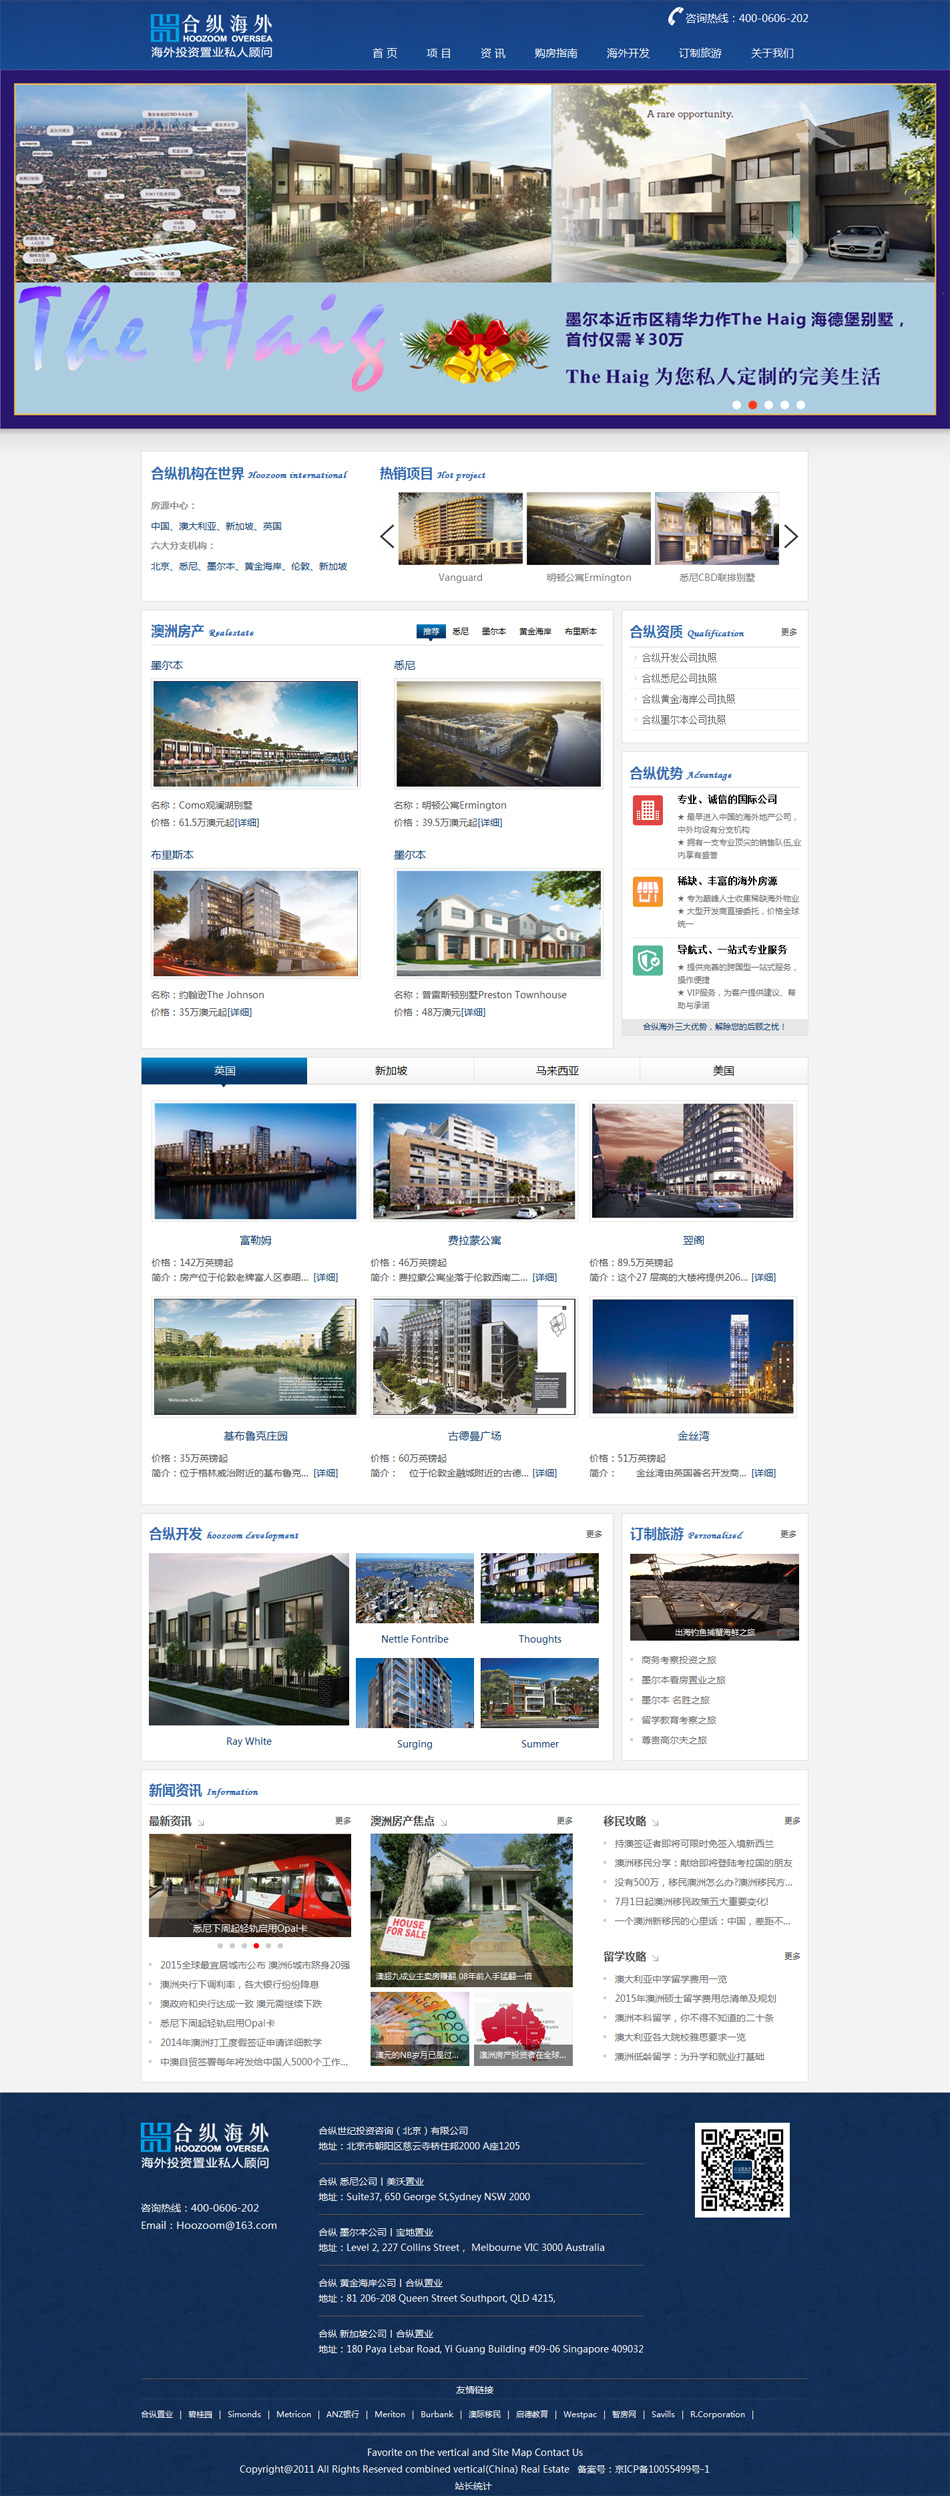 合纵海外
HOOZOOM OVERSEA
海外投资置业私人顾问
咨询热线：400-0606-202
首 页 项 目 资 讯 购房指南 海外开发 订制旅游 关于我们
A rare opportunity.
THE HAIG
The Haig
墨尔本近市区精华力作The Haig 海德堡别墅，
首付仅需￥30万
The Haig 为您私人定制的完美生活
合纵机构在世界 Hoozoom international
房源中心：
中国、澳大利亚、新加坡、英国
六大分支机构：
北京、悉尼、墨尔本、黄金海岸、伦敦、新加坡
热销项目 Hot project
Vanguard 明顿公寓Ermington 悉尼CBD联排别墅
澳洲房产 Realestate
推荐 悉尼 墨尔本 黄金海岸 布里斯本
墨尔本
名称：Como观澜湖别墅
价格：61.5万澳元起[详细]
悉尼
名称：明顿公寓Ermington
价格：39.5万澳元起[详细]
布里斯本
名称：约翰逊The Johnson
价格：35万澳元起[详细]
墨尔本
名称：普雷斯顿别墅Preston Townhouse
价格：48万澳元[详细]
合纵资质 Qualification 更多
合纵开发公司执照
合纵悉尼公司执照
合纵黄金海岸公司执照
合纵墨尔本公司执照
合纵优势 Advantage
专业、诚信的国际公司
★ 最早进入中国的海外地产公司，
中外均设有分支机构
★ 拥有一支专业顶尖的销售队伍,业
内享有盛誉
稀缺、丰富的海外房源
★ 专为巅峰人士收集稀缺海外物业
★ 大型开发商直接委托，价格全球
统一
导航式、一站式专业服务
★ 提供完善的跨国型一站式服务，
操作便捷
★ VIP服务，为客户提供建议、帮
助与承诺
合纵海外三大优势，解除您的后顾之忧！
英国 新加坡 马来西亚 美国
富勒姆
价格：142万英镑起
简介：房产位于伦敦老牌富人区泰晤... [详细]
费拉蒙公寓
价格：46万英镑起
简介：费拉蒙公寓坐落于伦敦西南二... [详细]
翌阁
价格：89.5万英镑起
简介：这个27 层高的大楼将提供206... [详细]
Welcome home.
基布鲁克庄园
价格：35万英镑起
简介：位于格林威治附近的基布鲁克... [详细]
古德曼广场
价格：60万英镑起
简介： 位于伦敦金融城附近的古德... [详细]
金丝湾
价格：51万英镑起
简介： 金丝湾由英国著名开发商... [详细]
合纵开发 hoozoom development 更多
Ray White
Nettle Fontribe Thoughts
Surging Summer
订制旅游 Personalized 更多
出海钓鱼捕蟹海鲜之旅
商务考察投资之旅
墨尔本看房置业之旅
墨尔本 名胜之旅
留学教育考察之旅
尊贵高尔夫之旅
新闻资讯 Information
最新资讯 更多
悉尼下周起轻轨启用Opal卡
2015全球最宜居城市公布 澳洲6城市跻身20强
澳洲央行下调利率，各大银行纷纷降息
澳政府和央行达成一致 澳元需继续下跌
悉尼下周起轻轨启用Opal卡
2014年澳洲打工度假签证申请详细教学
中澳自贸签署每年将发给中国人5000个工作...
澳洲房产焦点 更多
HOUSE
FOR SALE
澳超九成业主卖房赚翻 08年前入手猛翻一倍
澳元的NB岁月已是过...
澳洲房产投资者在全球...
移民攻略 更多
持澳签证者即将可限时免签入境新西兰
澳洲移民分享：献给即将登陆考拉国的朋友
没有500万，移民澳洲怎么办?澳洲移民方...
7月1日起澳洲移民政策五大重要变化!
一个澳洲新移民的心里话：中国，差距不...
留学攻略 更多
澳大利亚中学留学费用一览
2015年澳洲硕士留学费用总清单及规划
澳洲本科留学，你不得不知道的二十条
澳大利亚各大院校雅思要求一览
澳洲低龄留学：为升学和就业打基础
合纵海外
HOOZOOM OVERSEA
海外投资置业私人顾问
咨询热线：400-0606-202
Email：Hoozoom@163.com
合纵世纪投资咨询（北京）有限公司
地址：北京市朝阳区慈云寺桥住邦2000 A座1205
合纵 悉尼公司丨美沃置业
地址：Suite37, 650 George St,Sydney NSW 2000
合纵 墨尔本公司丨宝地置业
地址：Level 2, 227 Collins Street， Melbourne VIC 3000 Australia
合纵 黄金海岸公司丨合纵置业
地址：81 206-208 Queen Street Southport, QLD 4215,
合纵 新加坡公司丨合纵置业
地址：180 Paya Lebar Road, Yi Guang Building #09-06 Singapore 409032
友情链接
合纵置业 | 碧桂园 | Simonds | Metricon | ANZ银行 | Meriton | Burbank | 澳际移民 | 启德教育 | Westpac | 智房网 | Savills | R.Corporation |
Favorite on the vertical and Site Map Contact Us
Copyright@2011 All Rights Reserved combined vertical(China) Real Estate 备案号：京ICP备10055499号-1
站长统计